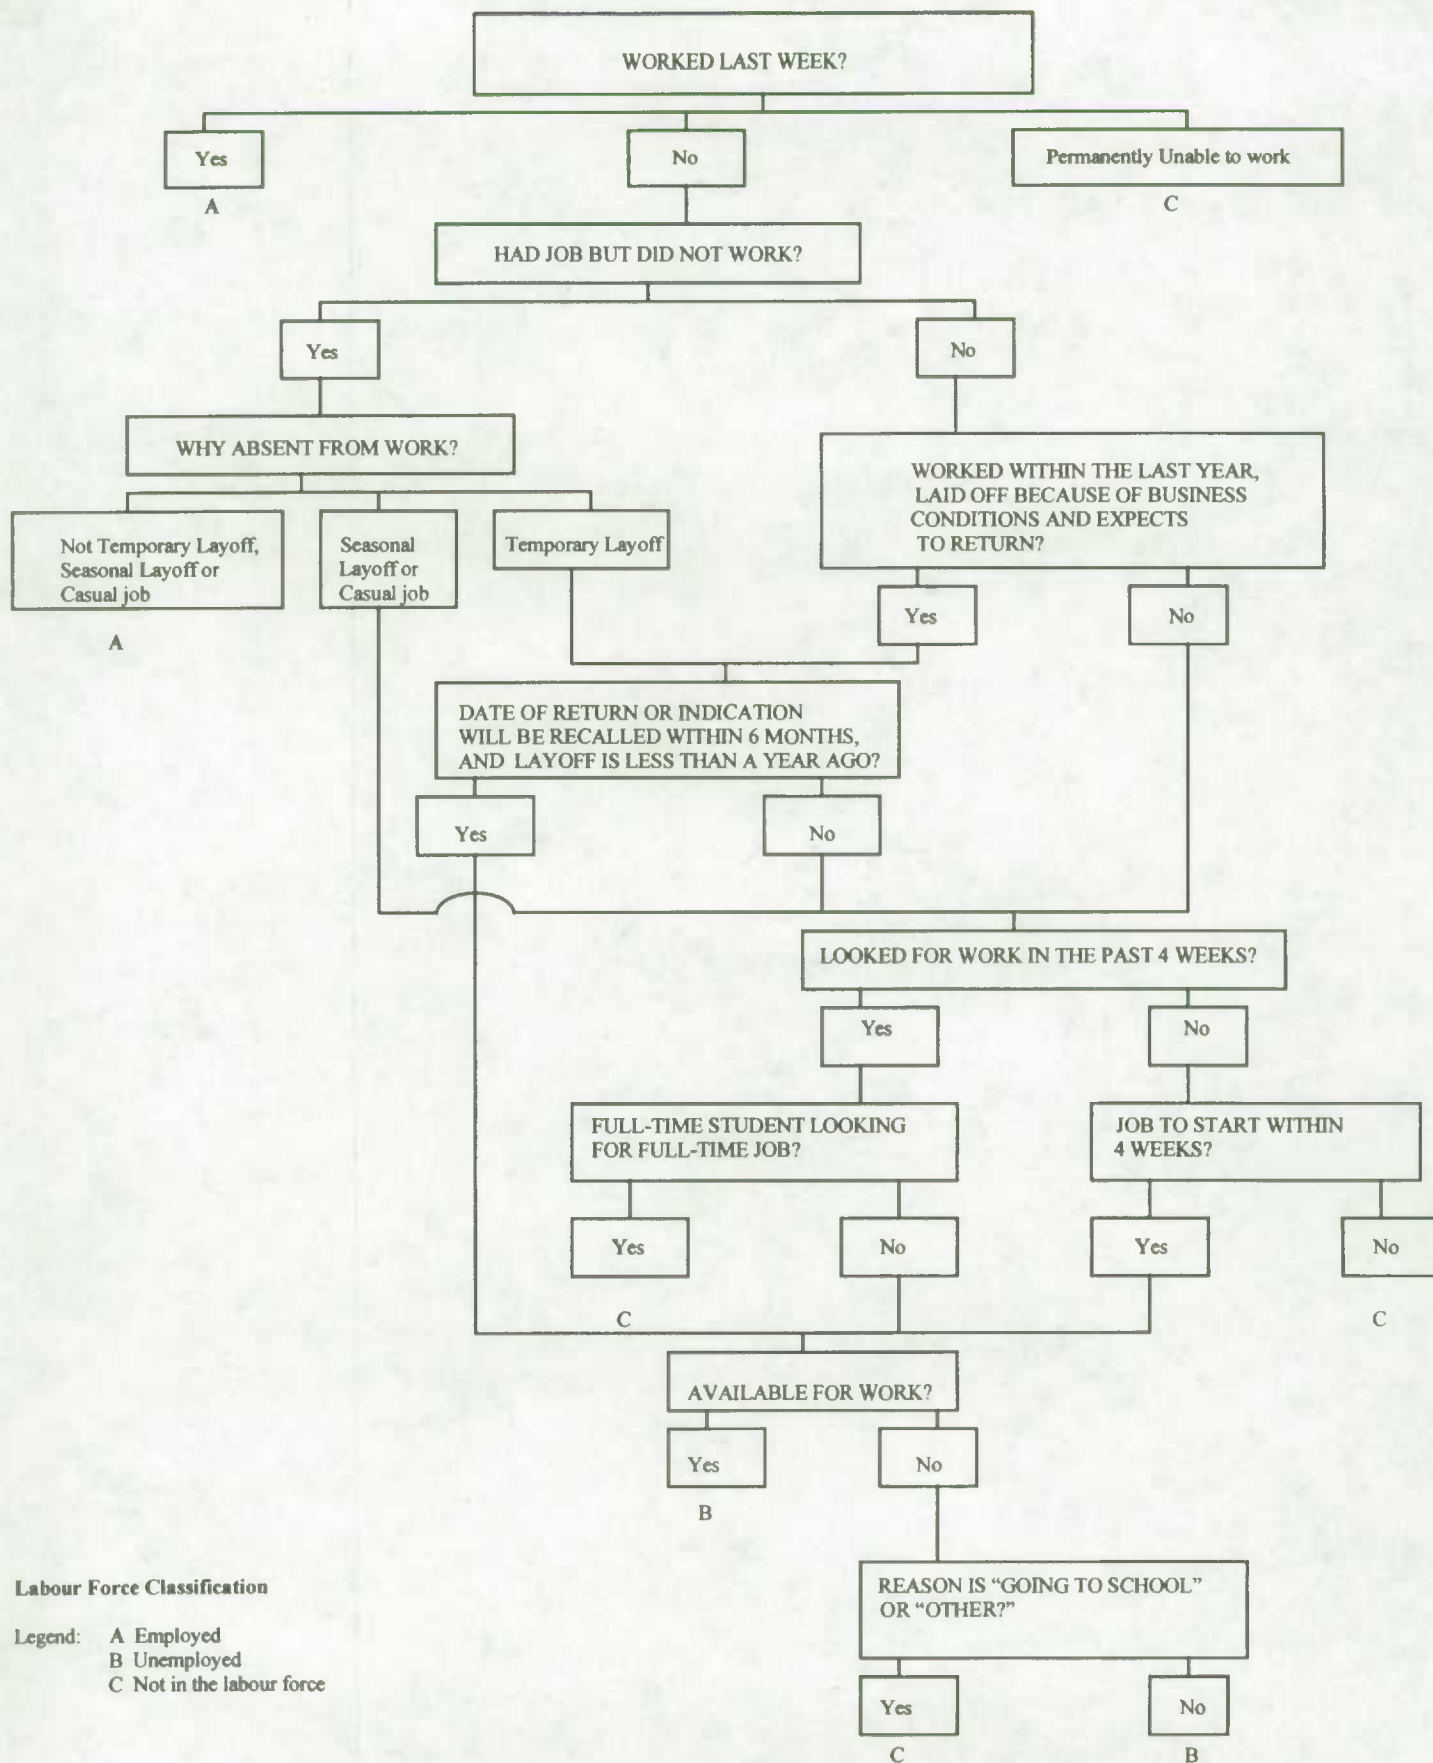 WORKED LAST WEEK?
Yes
No
Permanently Unable to work
A
C
HAD JOB BUT DID NOT WORK?
Yes
No
WHY ABSENT FROM WORK?
WORKED WITHIN THE LAST YEAR,
LAID OFF BECAUSE OF BUSINESS
CONDITIONS AND EXPECTS
TO RETURN?
Not Temporary Layoff,
Seasonal Layoff or
Casual job
Seasonal
Layoff or
Casual job
Temporary Layoff
A
Yes
No
DATE OF RETURN OR INDICATION
WILL BE RECALLED WITHIN 6 MONTHS,
AND LAYOFF IS LESS THAN A YEAR AGO?
Yes
No
LOOKED FOR WORK IN THE PAST 4 WEEKS?
Yes
No
FULL-TIME STUDENT LOOKING
FOR FULL-TIME JOB?
JOB TO START WITHIN
4 WEEKS?
Yes
No
Yes
No
C
C
AVAILABLE FOR WORK?
Yes
No
B
REASON IS "GOING TO SCHOOL"
OR "OTHER?"
Yes
No
C
B
Labour Force Classification
Legend: A Employed
B Unemployed
C Not in the labour force